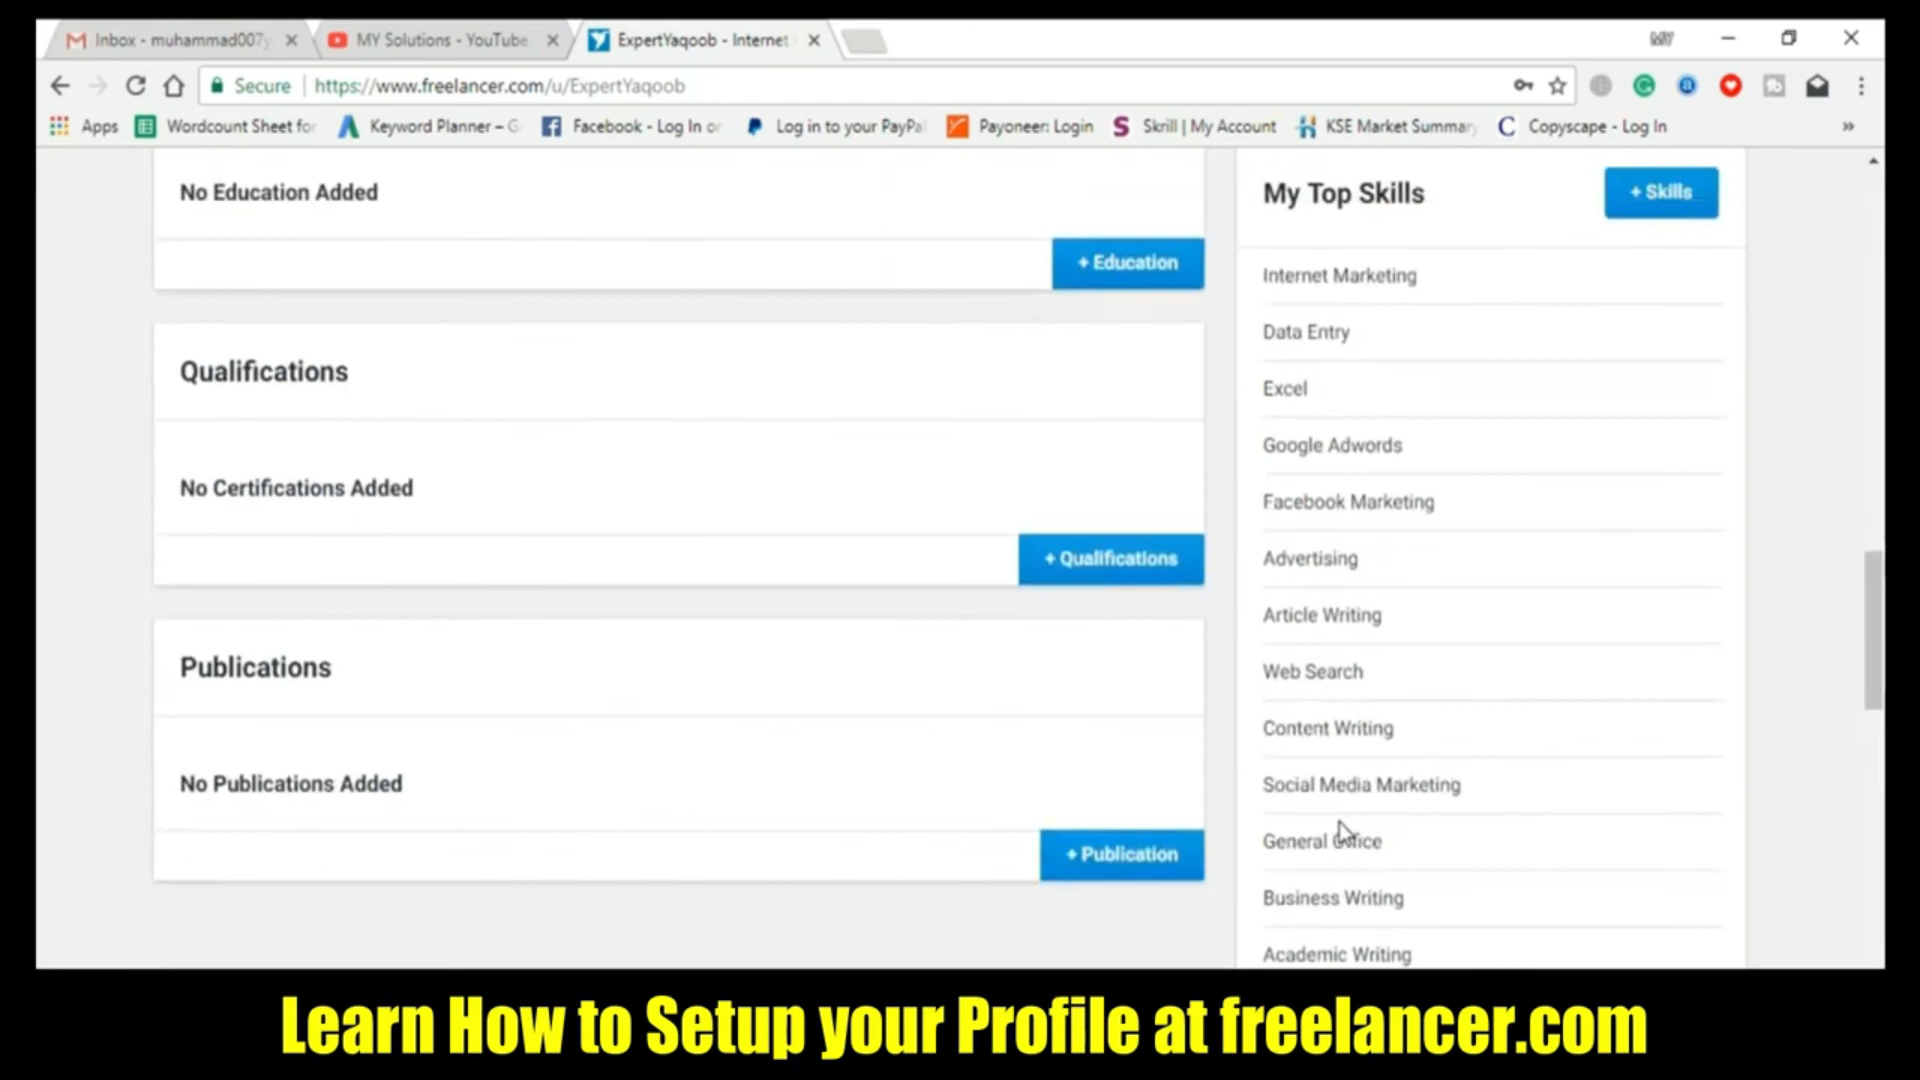 Inbox - muhammad007y
MY Solutions - YouTube
ExpertYaqoob - Internet
MY
Secure
https://www.freelancer.com/u/ExpertYaqoob
Apps
Wordcount Sheet for
Keyword Planner – G
Facebook - Log In or
Log in to your PayPal
Payoneer: Login
Skrill | My Account
KSE Market Summary
Copyscape - Log In
»
No Education Added
+ Education
Qualifications
No Certifications Added
+ Qualifications
Publications
No Publications Added
+ Publication
My Top Skills
+ Skills
Internet Marketing
Data Entry
Excel
Google Adwords
Facebook Marketing
Advertising
Article Writing
Web Search
Content Writing
Social Media Marketing
General Office
Business Writing
Academic Writing
Learn How to Setup your Profile at freelancer.com